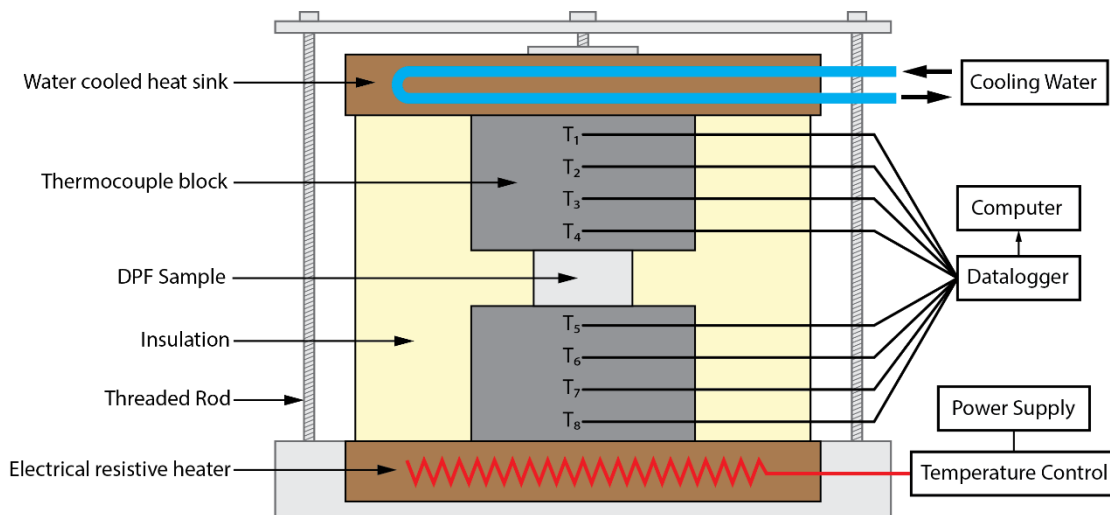 Water cooled heat sink
Cooling Water
T₁
Thermocouple block
T₂
T₃
Computer
T₄
DPF Sample
Datalogger
T₅
Insulation
T₆
T₇
Threaded Rod
Power Supply
T₈
Electrical resistive heater
Temperature Control